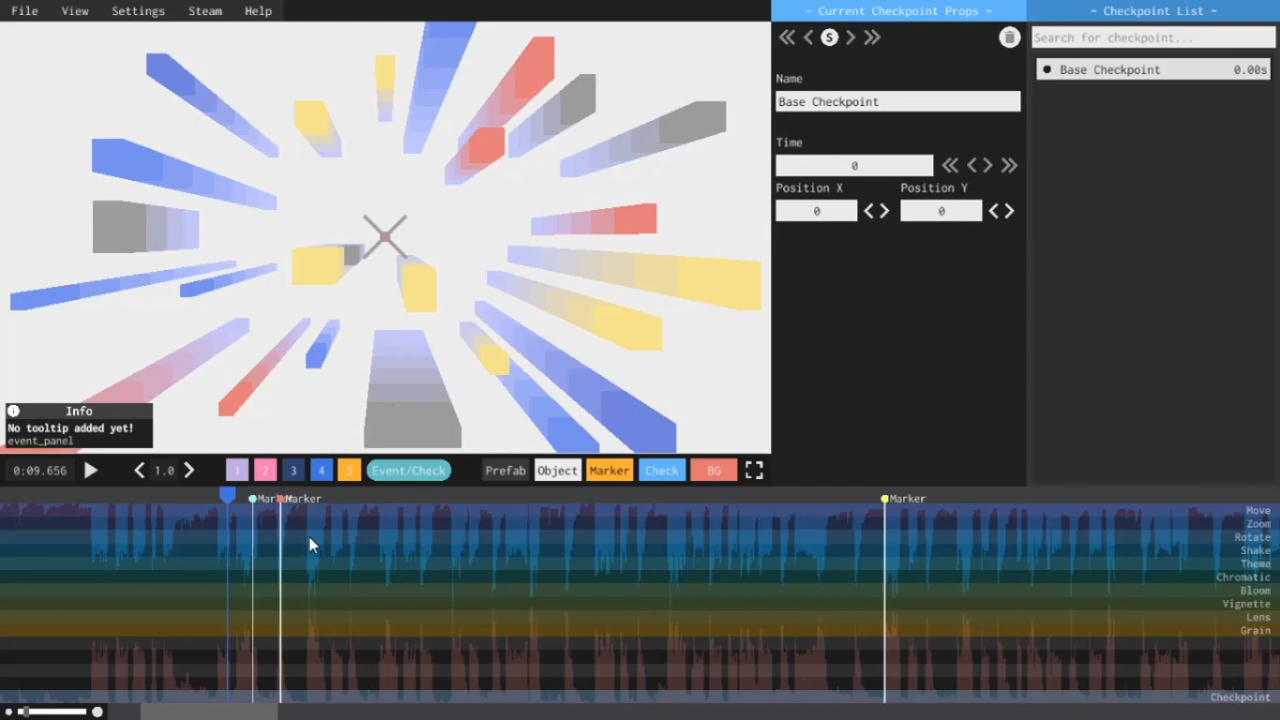 File View Settings Steam Help
- Current Checkpoint Props -
- Checkpoint List -
S
Search for checkpoint...
Base Checkpoint 0.00s
Name
Base Checkpoint
Time
0
Position X Position Y
0 0
Info
No tooltip added yet!
event_panel
0:09.656 1.0 1 2 3 4 5 Event/Check Prefab Object Marker Check BG
Marker Marker
Move
Zoom
Rotate
Shake
Theme
Chromatic
Bloom
Vignette
Lens
Grain
Checkpoint